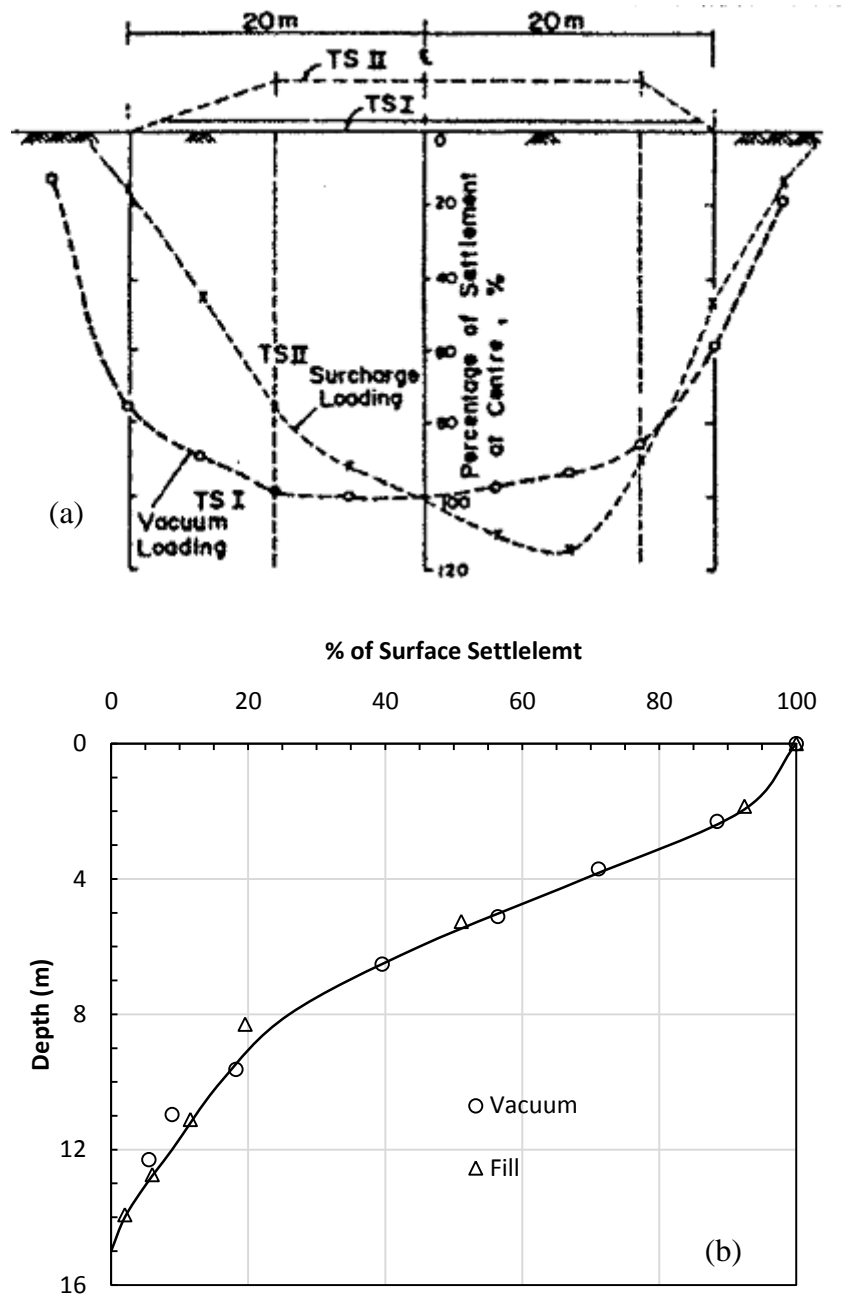 20m 20m
TS II ℄
TS I
0
20
40
60
80
100
120
Percentage of Settlement
at Centre , %
TS II
Surcharge
Loading
TS I
Vacuum
Loading
(a)
% of Surface Settlelemt
0 20 40 60 80 100
0
4
8
12
16
Depth (m)
Vacuum
Fill
(b)